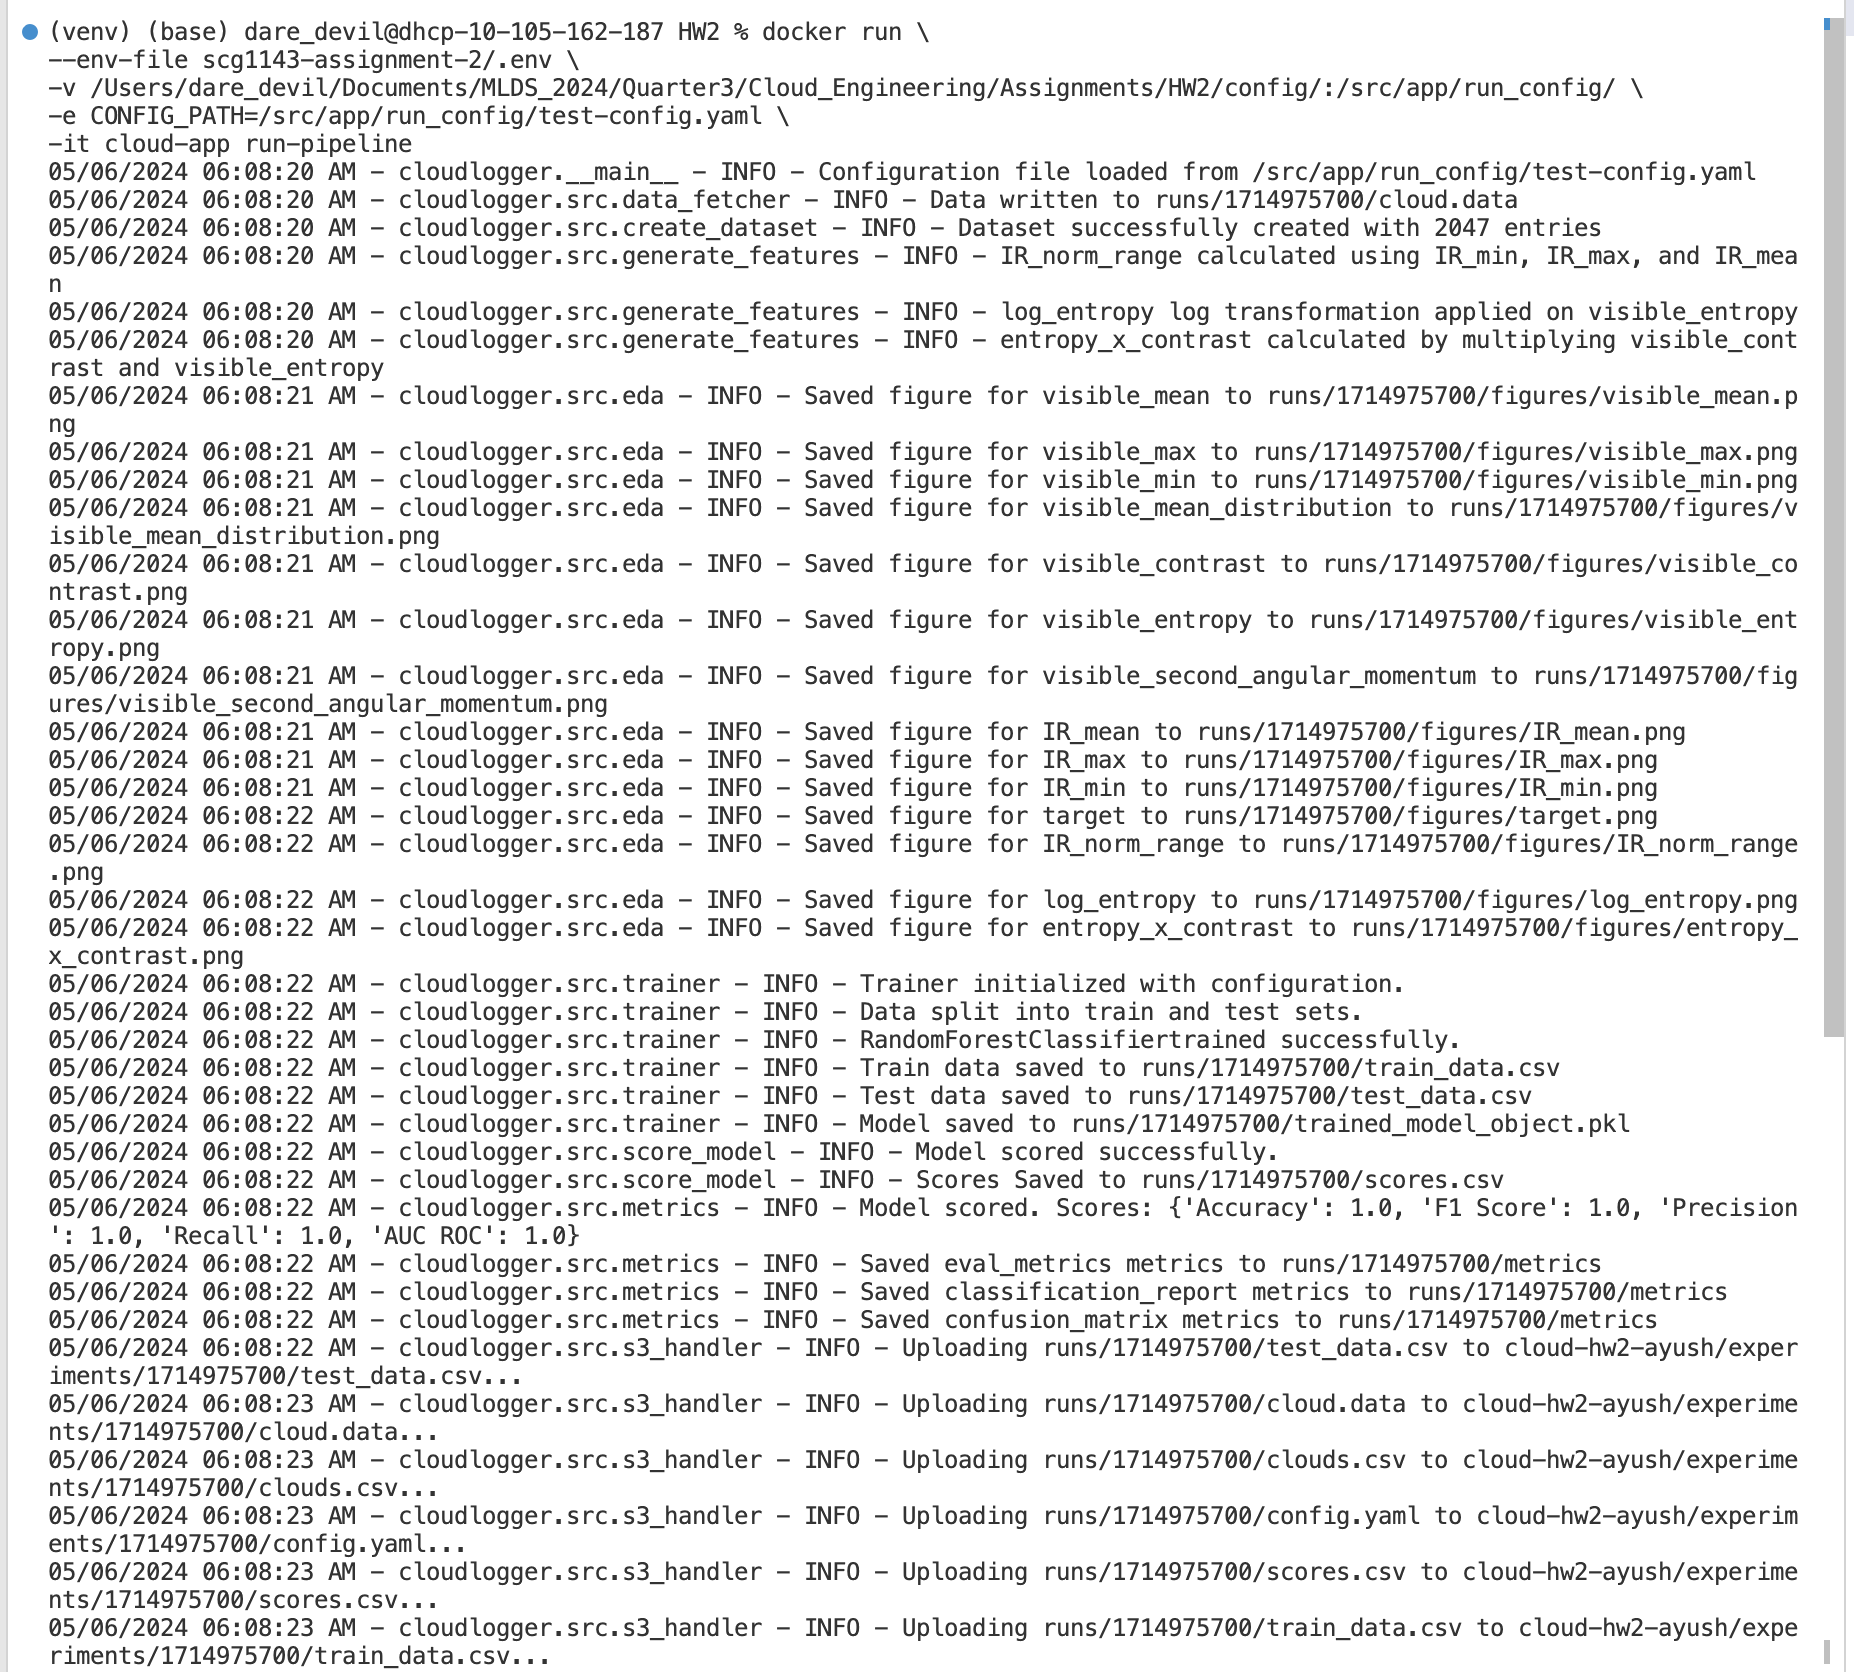 (venv) (base) dare_devil@dhcp-10-105-162-187 HW2 % docker run \
--env-file scg1143-assignment-2/.env \
-v /Users/dare_devil/Documents/MLDS_2024/Quarter3/Cloud_Engineering/Assignments/HW2/config/:/src/app/run_config/ \
-e CONFIG_PATH=/src/app/run_config/test-config.yaml \
-it cloud-app run-pipeline
05/06/2024 06:08:20 AM - cloudlogger.__main__ - INFO - Configuration file loaded from /src/app/run_config/test-config.yaml
05/06/2024 06:08:20 AM - cloudlogger.src.data_fetcher - INFO - Data written to runs/1714975700/cloud.data
05/06/2024 06:08:20 AM - cloudlogger.src.create_dataset - INFO - Dataset successfully created with 2047 entries
05/06/2024 06:08:20 AM - cloudlogger.src.generate_features - INFO - IR_norm_range calculated using IR_min, IR_max, and IR_mea
n
05/06/2024 06:08:20 AM - cloudlogger.src.generate_features - INFO - log_entropy log transformation applied on visible_entropy
05/06/2024 06:08:20 AM - cloudlogger.src.generate_features - INFO - entropy_x_contrast calculated by multiplying visible_cont
rast and visible_entropy
05/06/2024 06:08:21 AM - cloudlogger.src.eda - INFO - Saved figure for visible_mean to runs/1714975700/figures/visible_mean.p
ng
05/06/2024 06:08:21 AM - cloudlogger.src.eda - INFO - Saved figure for visible_max to runs/1714975700/figures/visible_max.png
05/06/2024 06:08:21 AM - cloudlogger.src.eda - INFO - Saved figure for visible_min to runs/1714975700/figures/visible_min.png
05/06/2024 06:08:21 AM - cloudlogger.src.eda - INFO - Saved figure for visible_mean_distribution to runs/1714975700/figures/v
isible_mean_distribution.png
05/06/2024 06:08:21 AM - cloudlogger.src.eda - INFO - Saved figure for visible_contrast to runs/1714975700/figures/visible_co
ntrast.png
05/06/2024 06:08:21 AM - cloudlogger.src.eda - INFO - Saved figure for visible_entropy to runs/1714975700/figures/visible_ent
ropy.png
05/06/2024 06:08:21 AM - cloudlogger.src.eda - INFO - Saved figure for visible_second_angular_momentum to runs/1714975700/fig
ures/visible_second_angular_momentum.png
05/06/2024 06:08:21 AM - cloudlogger.src.eda - INFO - Saved figure for IR_mean to runs/1714975700/figures/IR_mean.png
05/06/2024 06:08:21 AM - cloudlogger.src.eda - INFO - Saved figure for IR_max to runs/1714975700/figures/IR_max.png
05/06/2024 06:08:21 AM - cloudlogger.src.eda - INFO - Saved figure for IR_min to runs/1714975700/figures/IR_min.png
05/06/2024 06:08:22 AM - cloudlogger.src.eda - INFO - Saved figure for target to runs/1714975700/figures/target.png
05/06/2024 06:08:22 AM - cloudlogger.src.eda - INFO - Saved figure for IR_norm_range to runs/1714975700/figures/IR_norm_range
.png
05/06/2024 06:08:22 AM - cloudlogger.src.eda - INFO - Saved figure for log_entropy to runs/1714975700/figures/log_entropy.png
05/06/2024 06:08:22 AM - cloudlogger.src.eda - INFO - Saved figure for entropy_x_contrast to runs/1714975700/figures/entropy_
x_contrast.png
05/06/2024 06:08:22 AM - cloudlogger.src.trainer - INFO - Trainer initialized with configuration.
05/06/2024 06:08:22 AM - cloudlogger.src.trainer - INFO - Data split into train and test sets.
05/06/2024 06:08:22 AM - cloudlogger.src.trainer - INFO - RandomForestClassifiertrained successfully.
05/06/2024 06:08:22 AM - cloudlogger.src.trainer - INFO - Train data saved to runs/1714975700/train_data.csv
05/06/2024 06:08:22 AM - cloudlogger.src.trainer - INFO - Test data saved to runs/1714975700/test_data.csv
05/06/2024 06:08:22 AM - cloudlogger.src.trainer - INFO - Model saved to runs/1714975700/trained_model_object.pkl
05/06/2024 06:08:22 AM - cloudlogger.src.score_model - INFO - Model scored successfully.
05/06/2024 06:08:22 AM - cloudlogger.src.score_model - INFO - Scores Saved to runs/1714975700/scores.csv
05/06/2024 06:08:22 AM - cloudlogger.src.metrics - INFO - Model scored. Scores: {'Accuracy': 1.0, 'F1 Score': 1.0, 'Precision
': 1.0, 'Recall': 1.0, 'AUC ROC': 1.0}
05/06/2024 06:08:22 AM - cloudlogger.src.metrics - INFO - Saved eval_metrics metrics to runs/1714975700/metrics
05/06/2024 06:08:22 AM - cloudlogger.src.metrics - INFO - Saved classification_report metrics to runs/1714975700/metrics
05/06/2024 06:08:22 AM - cloudlogger.src.metrics - INFO - Saved confusion_matrix metrics to runs/1714975700/metrics
05/06/2024 06:08:22 AM - cloudlogger.src.s3_handler - INFO - Uploading runs/1714975700/test_data.csv to cloud-hw2-ayush/exper
iments/1714975700/test_data.csv...
05/06/2024 06:08:23 AM - cloudlogger.src.s3_handler - INFO - Uploading runs/1714975700/cloud.data to cloud-hw2-ayush/experime
nts/1714975700/cloud.data...
05/06/2024 06:08:23 AM - cloudlogger.src.s3_handler - INFO - Uploading runs/1714975700/clouds.csv to cloud-hw2-ayush/experime
nts/1714975700/clouds.csv...
05/06/2024 06:08:23 AM - cloudlogger.src.s3_handler - INFO - Uploading runs/1714975700/config.yaml to cloud-hw2-ayush/experim
ents/1714975700/config.yaml...
05/06/2024 06:08:23 AM - cloudlogger.src.s3_handler - INFO - Uploading runs/1714975700/scores.csv to cloud-hw2-ayush/experime
nts/1714975700/scores.csv...
05/06/2024 06:08:23 AM - cloudlogger.src.s3_handler - INFO - Uploading runs/1714975700/train_data.csv to cloud-hw2-ayush/expe
riments/1714975700/train_data.csv...